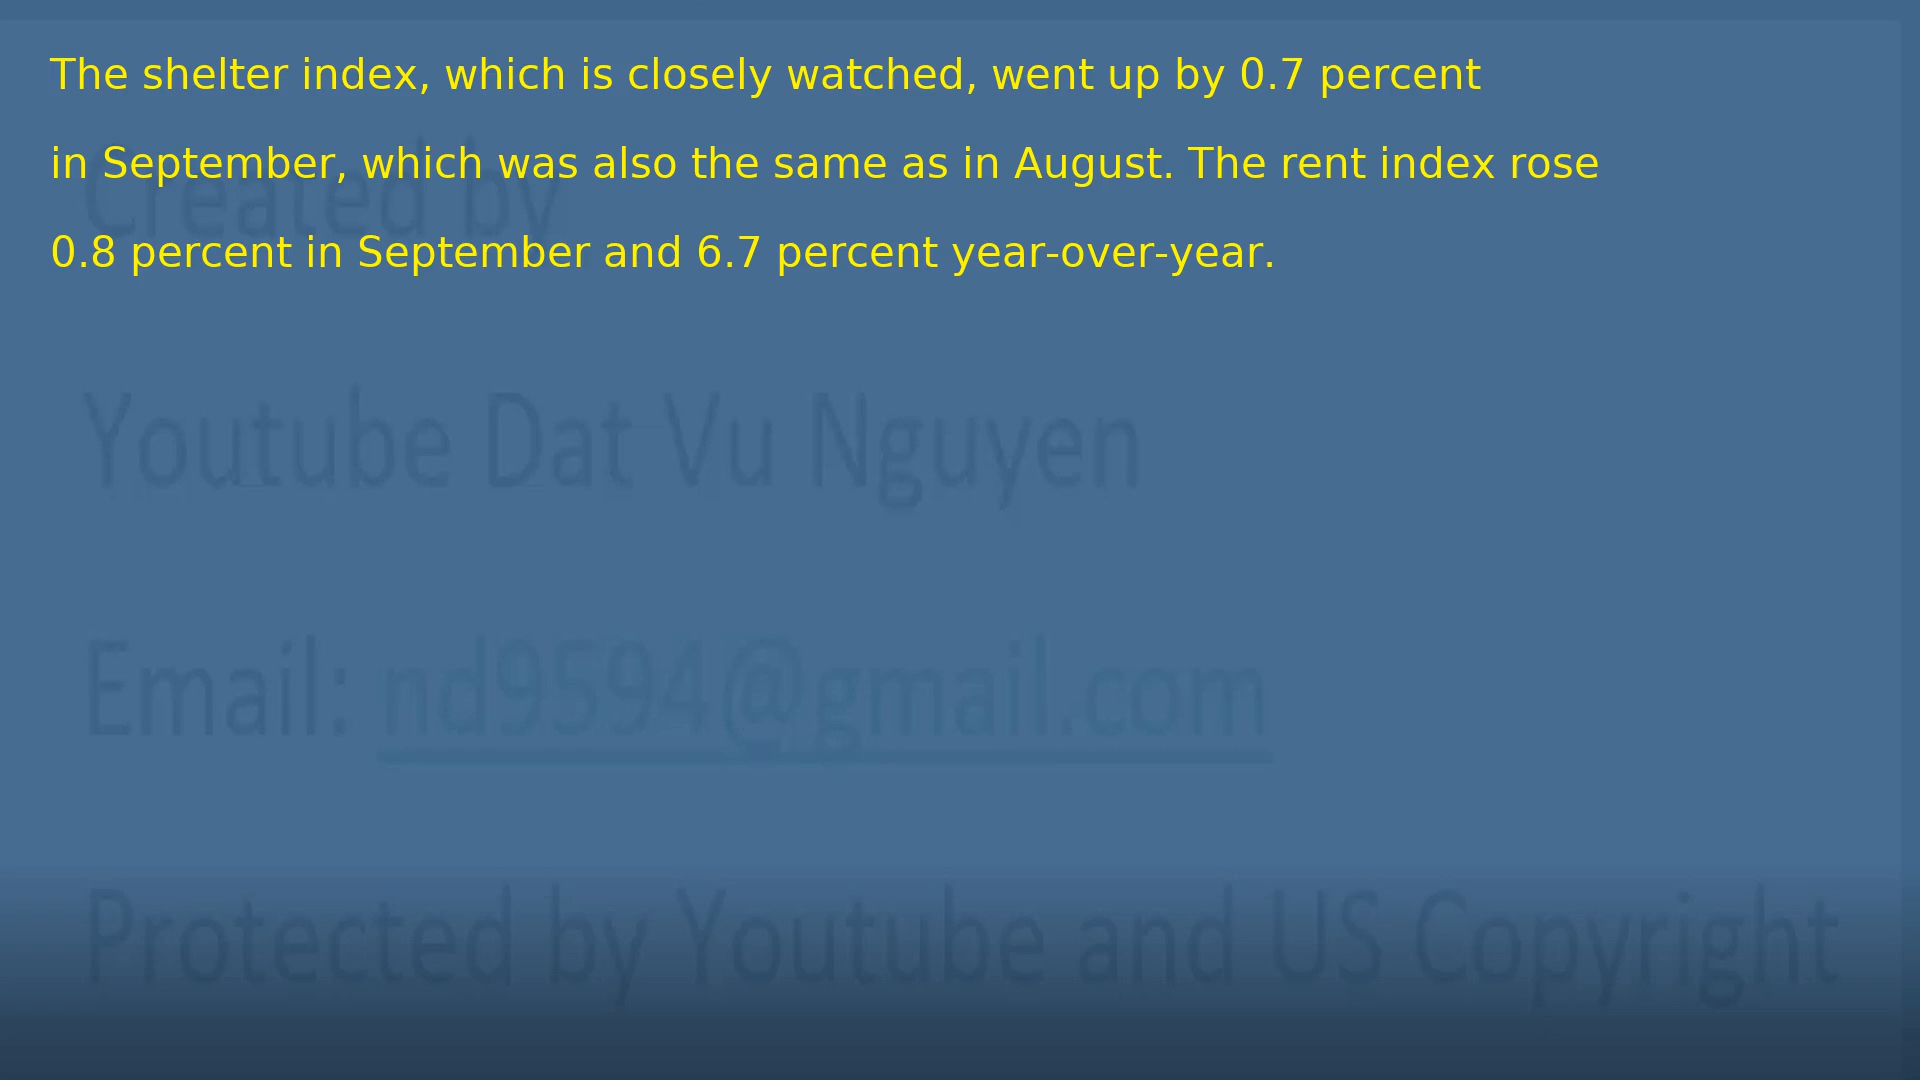 The shelter index, which is closely watched, went up by 0.7 percent
in September, which was also the same as in August. The rent index rose
0.8 percent in September and 6.7 percent year-over-year.
Created by
Youtube Dat Vu Nguyen
Email: nd9594@gmail.com
Protected by Youtube and US Copyright